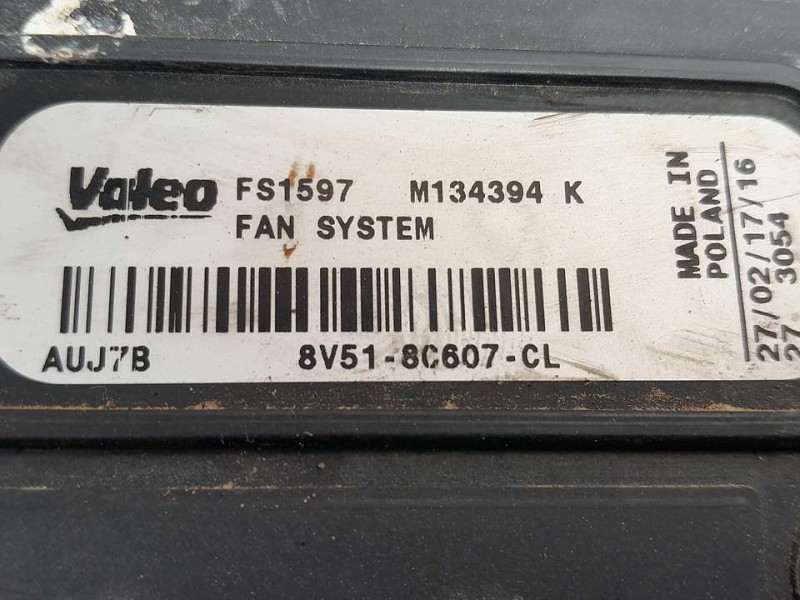 Valeo FS1597 M134394 K
FAN SYSTEM
AUJ7B 8V51-8C607-CL
MADE IN
POLAND
27/02/17/16
27 3054